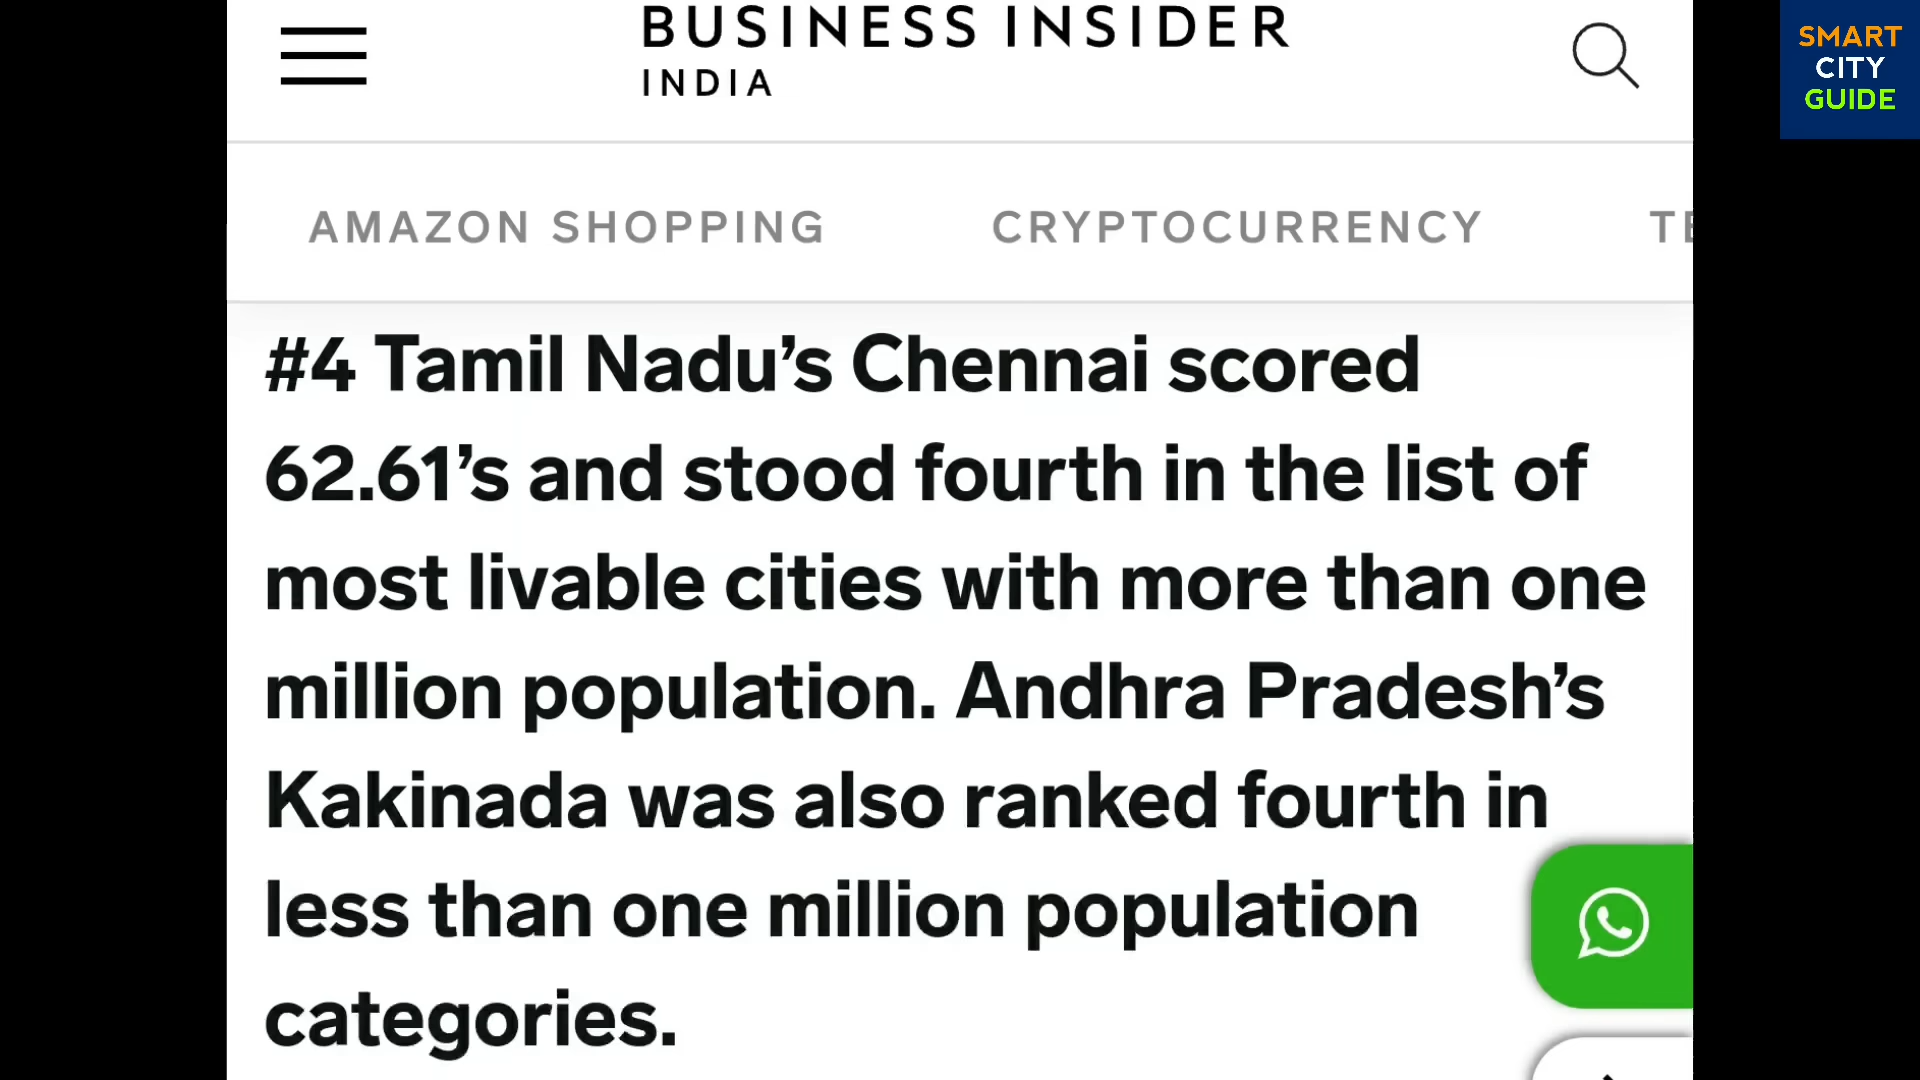 BUSINESS INSIDER
INDIA
SMART
CITY
GUIDE
AMAZON SHOPPING
CRYPTOCURRENCY
TE
#4 Tamil Nadu’s Chennai scored
62.61’s and stood fourth in the list of
most livable cities with more than one
million population. Andhra Pradesh’s
Kakinada was also ranked fourth in
less than one million population
categories.